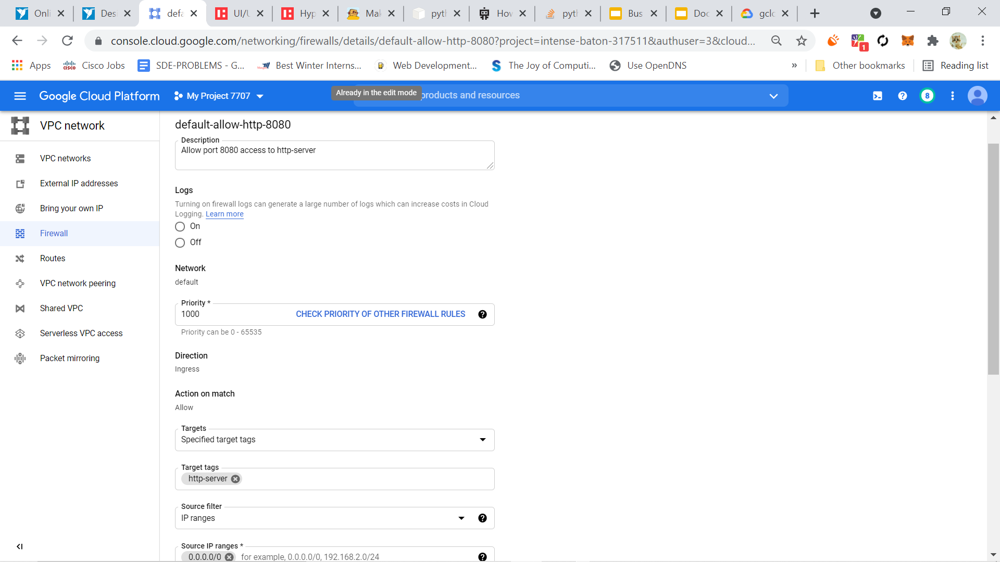 Onli
Desi
defa
UI/U
Hyp
Mak
pyth
How
pyth
Bus
Doc
gclo
console.cloud.google.com/networking/firewalls/details/default-allow-http-8080?project=intense-baton-317511&authuser=3&cloud...
1
Apps
Cisco Jobs
SDE-PROBLEMS - G...
Best Winter Interns...
Web Development...
The Joy of Computi...
Use OpenDNS
»
Other bookmarks
Reading list
Google Cloud Platform
My Project 7707
Already in the edit mode
products and resources
8
VPC network
VPC networks
External IP addresses
Bring your own IP
Firewall
Routes
VPC network peering
Shared VPC
Serverless VPC access
Packet mirroring
default-allow-http-8080
Description
Allow port 8080 access to http-server
Logs
Turning on firewall logs can generate a large number of logs which can increase costs in Cloud
Logging. Learn more
On
Off
Network
default
Priority *
1000 CHECK PRIORITY OF OTHER FIREWALL RULES
Priority can be 0 - 65535
Direction
Ingress
Action on match
Allow
Targets
Specified target tags
Target tags
http-server
Source filter
IP ranges
Source IP ranges *
0.0.0.0/0 for example, 0.0.0.0/0, 192.168.2.0/24